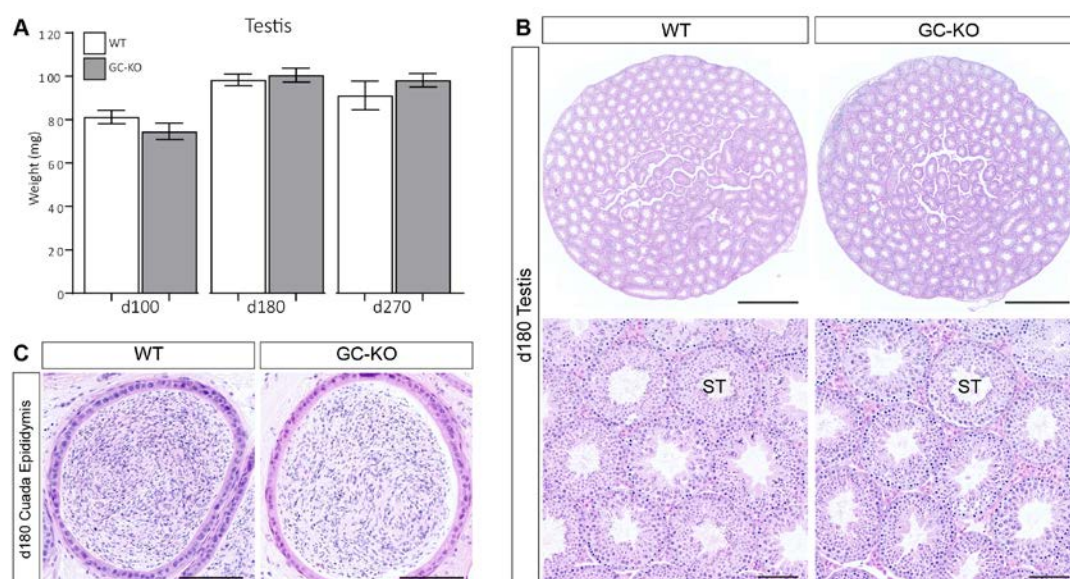 A
Testis
WT
GC-KO
Weight (mg)
120
100
80
60
40
20
0
d100 d180 d270
B
WT GC-KO
d180 Testis
ST ST
C
WT GC-KO
d180 Cuada Epididymis